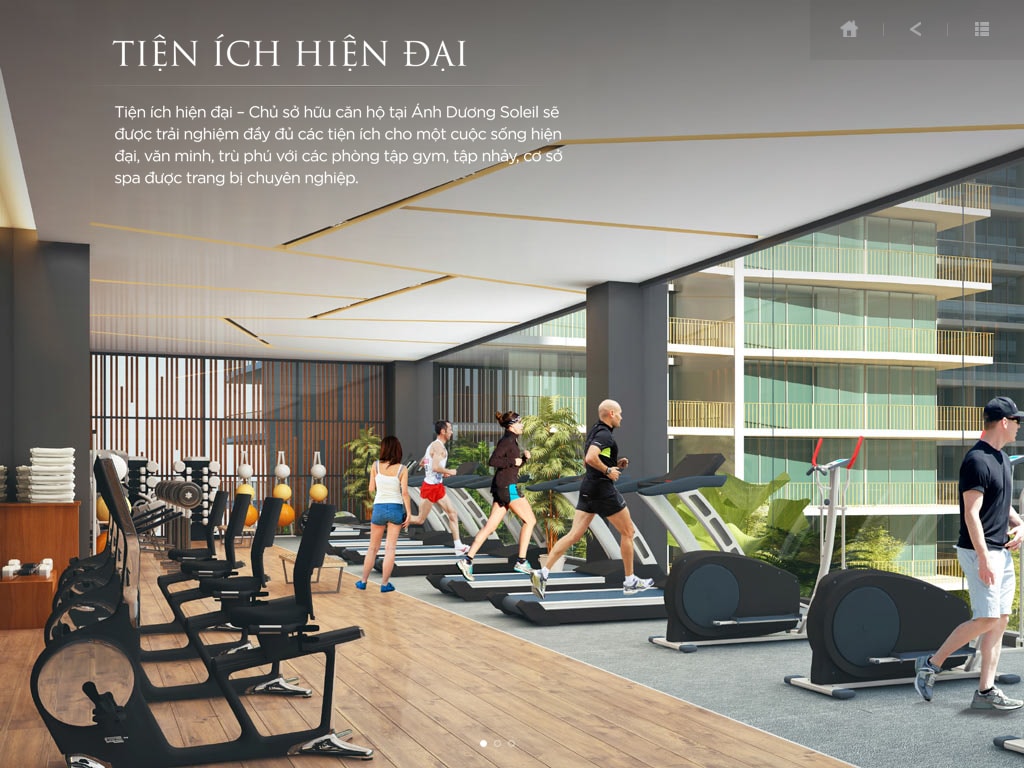 TIỆN ÍCH HIỆN ĐẠI
Tiện ích hiện đại – Chủ sở hữu căn hộ tại Ánh Dương Soleil sẽ
được trải nghiệm đầy đủ các tiện ích cho một cuộc sống hiện
đại, văn minh, trù phú với các phòng tập gym, tập nhảy, cơ sở
spa được trang bị chuyên nghiệp.